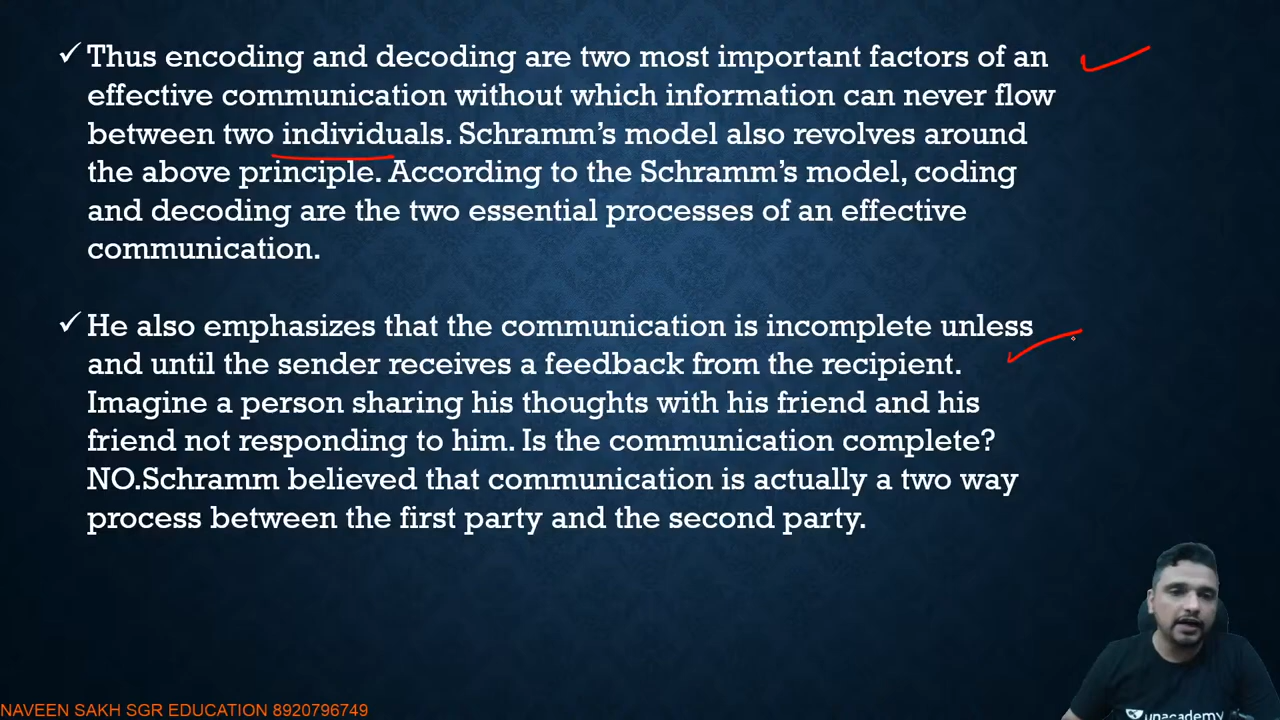 ✓ Thus encoding and decoding are two most important factors of an
effective communication without which information can never flow
between two individuals. Schramm's model also revolves around
the above principle. According to the Schramm's model, coding
and decoding are the two essential processes of an effective
communication.
✓ He also emphasizes that the communication is incomplete unless
and until the sender receives a feedback from the recipient.
Imagine a person sharing his thoughts with his friend and his
friend not responding to him. Is the communication complete?
NO.Schramm believed that communication is actually a two way
process between the first party and the second party.
unacademy
NAVEEN SAKH SGR EDUCATION 8920796749